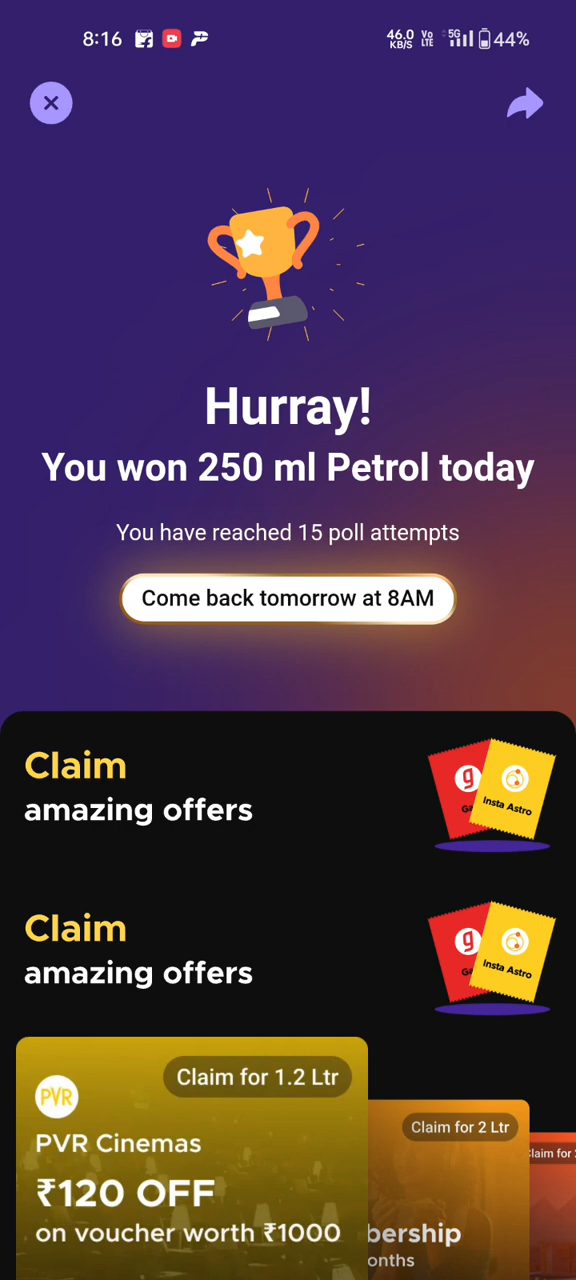 8:16
46.0 KB/S
Vo LTE
5G
44%
Hurray!
You won 250 ml Petrol today
You have reached 15 poll attempts
Come back tomorrow at 8AM
Claim
amazing offers
g
Ga
Insta Astro
Claim
amazing offers
g
Ga
Insta Astro
Claim for 1.2 Ltr
PVR
PVR Cinemas
₹120 OFF
on voucher worth ₹1000
Claim for 2 Ltr
bership
onths
Claim for